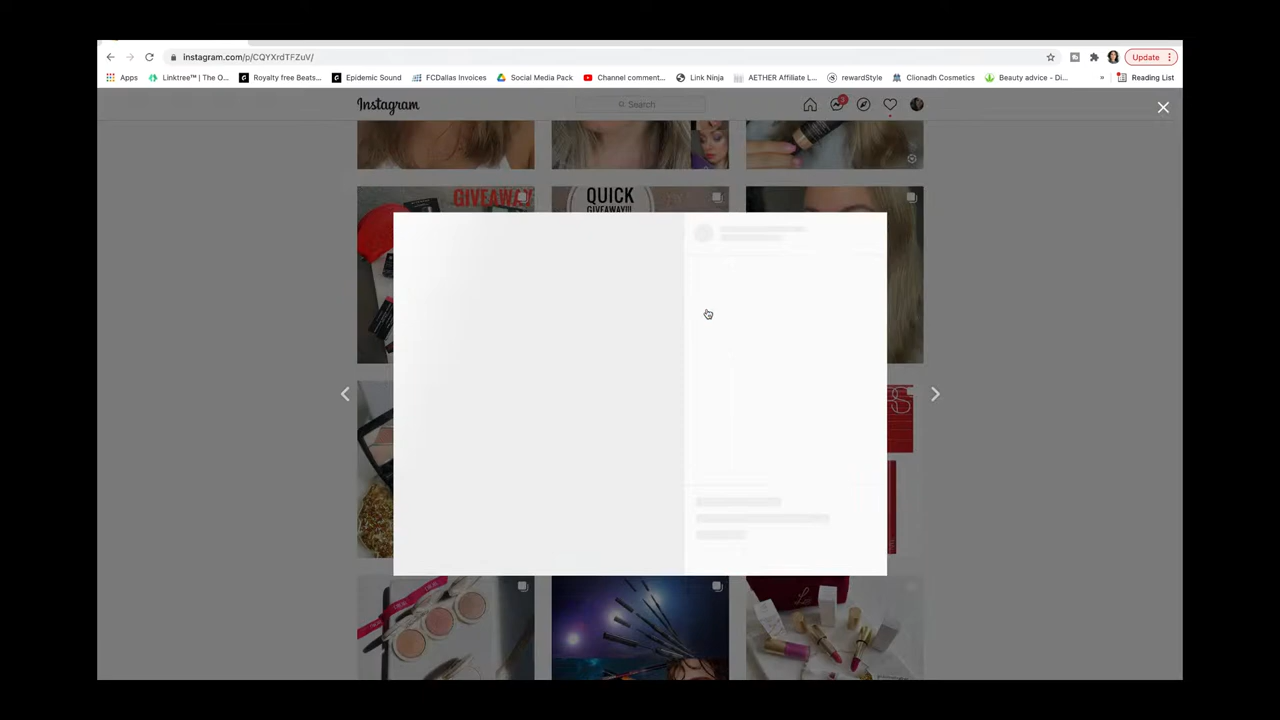 instagram.com/p/CQYXrdTFZuV/
Update
Apps
Linktree™ | The O...
Royalty free Beats...
Epidemic Sound
FCDallas Invoices
Social Media Pack
Channel comment...
Link Ninja
AETHER Affiliate L...
rewardStyle
Clionadh Cosmetics
Beauty advice - Di...
»
Reading List
Instagram
Search
3
GIVEAWAY
QUICK
GIVEAWAY!!!